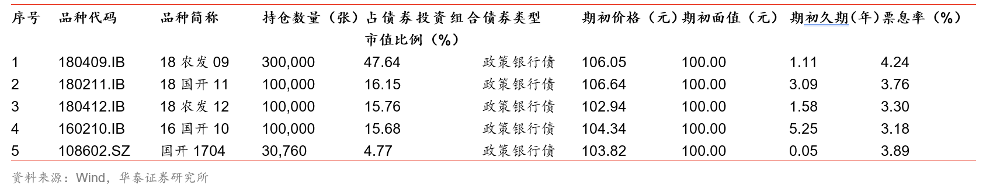 序号 品种代码 品种简称 持仓数量（张） 占债券投资组合 债券类型 期初价格（元） 期初面值（元） 期初久期（年） 票息率（%）
市值比例（%）
1 180409.IB 18 农发 09 300,000 47.64 政策银行债 106.05 100.00 1.11 4.24
2 180211.IB 18 国开 11 100,000 16.15 政策银行债 106.64 100.00 3.09 3.76
3 180412.IB 18 农发 12 100,000 15.76 政策银行债 102.94 100.00 1.58 3.30
4 160210.IB 16 国开 10 100,000 15.68 政策银行债 104.34 100.00 5.25 3.18
5 108602.SZ 国开 1704 30,760 4.77 政策银行债 103.82 100.00 0.05 3.89
资料来源：Wind，华泰证券研究所